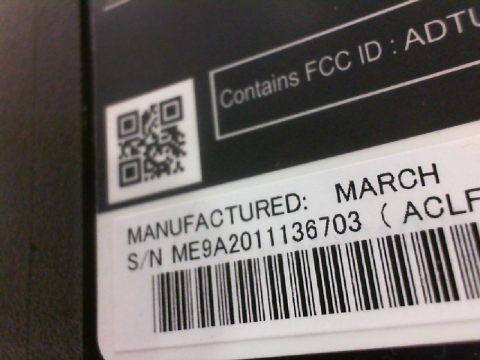 Contains FCC ID : ADTU
MANUFACTURED: MARCH
S/N ME9A2011136703 ( ACLF